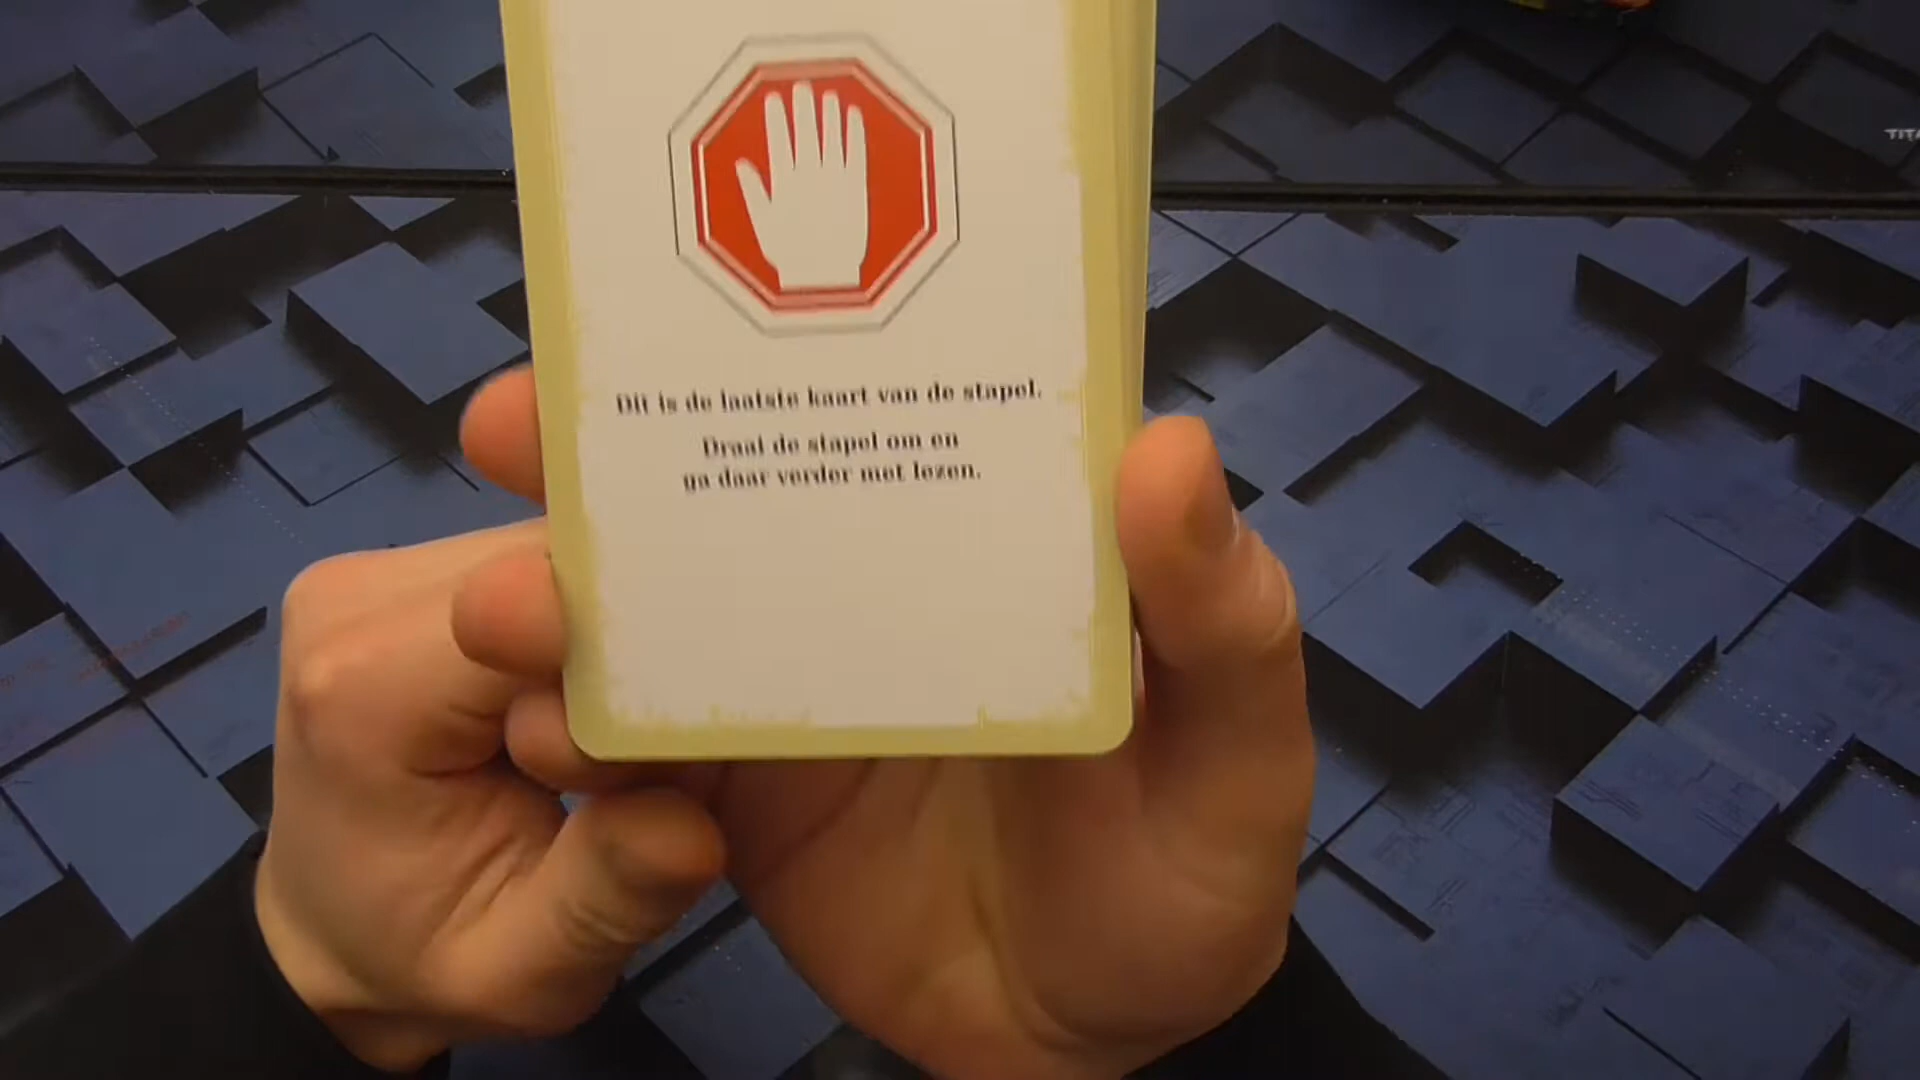 Dit is de laatste kaart van de stapel.
Draai de stapel om en
ga daar verder met lezen.